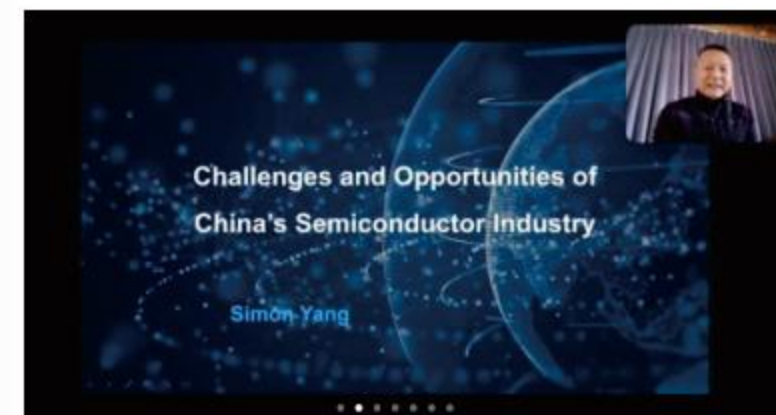 Challenges and Opportunities of
China's Semiconductor Industry
Simon Yang